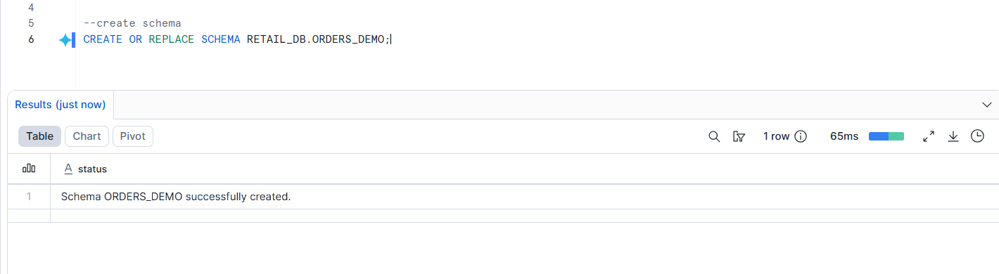 4
5 --create schema
6 CREATE OR REPLACE SCHEMA RETAIL_DB.ORDERS_DEMO;
Results (just now)
Table Chart Pivot 1 row 65ms
A status
1 Schema ORDERS_DEMO successfully created.